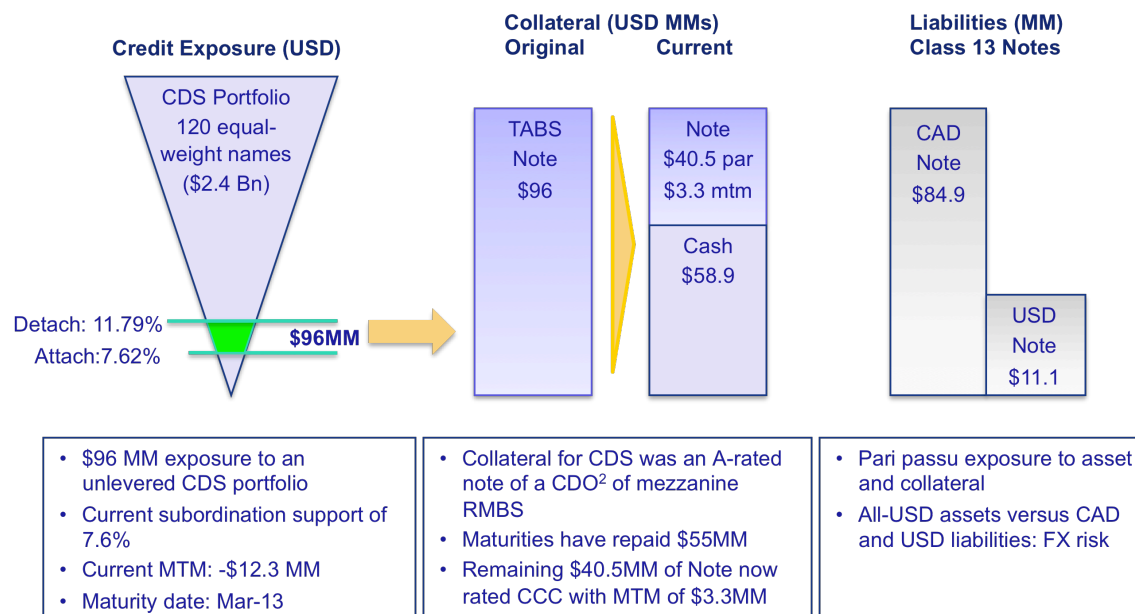 Credit Exposure (USD)
CDS Portfolio
120 equal-
weight names
($2.4 Bn)
Detach: 11.79%
Attach:7.62%
$96MM
Collateral (USD MMs)
Original
Current
TABS
Note
$96
Note
$40.5 par
$3.3 mtm
Cash
$58.9
Liabilities (MM)
Class 13 Notes
CAD
Note
$84.9
USD
Note
$11.1
• $96 MM exposure to an
unlevered CDS portfolio
• Current subordination support of
7.6%
• Current MTM: -$12.3 MM
• Maturity date: Mar-13
• Collateral for CDS was an A-rated
note of a CDO² of mezzanine
RMBS
• Maturities have repaid $55MM
• Remaining $40.5MM of Note now
rated CCC with MTM of $3.3MM
• Pari passu exposure to asset
and collateral
• All-USD assets versus CAD
and USD liabilities: FX risk